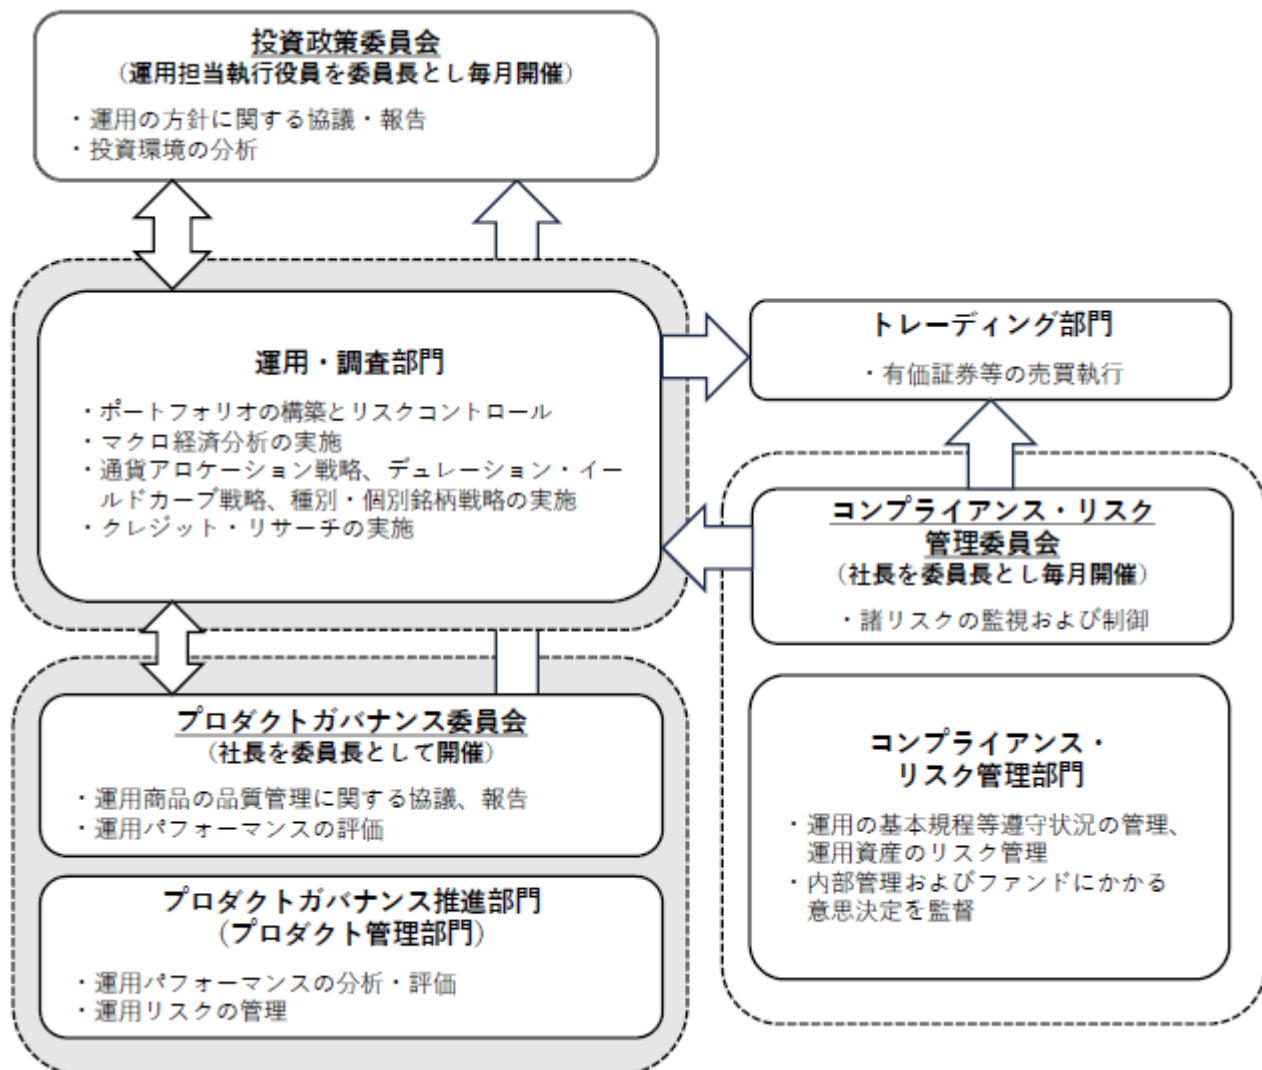 投資政策委員会
（運用担当執行役員を委員長とし毎月開催）
・運用の方針に関する協議・報告
・投資環境の分析
運用・調査部門
・ポートフォリオの構築とリスクコントロール
・マクロ経済分析の実施
・通貨アロケーション戦略、デュレーション・イー
ルドカーブ戦略、種別・個別銘柄戦略の実施
・クレジット・リサーチの実施
トレーディング部門
・有価証券等の売買執行
コンプライアンス・リスク
管理委員会
（社長を委員長とし毎月開催）
・諸リスクの監視および制御
プロダクトガバナンス委員会
（社長を委員長として開催）
・運用商品の品質管理に関する協議、報告
・運用パフォーマンスの評価
プロダクトガバナンス推進部門
（プロダクト管理部門）
・運用パフォーマンスの分析・評価
・運用リスクの管理
コンプライアンス・
リスク管理部門
・運用の基本規程等遵守状況の管理、
運用資産のリスク管理
・内部管理およびファンドにかかる
意思決定を監督